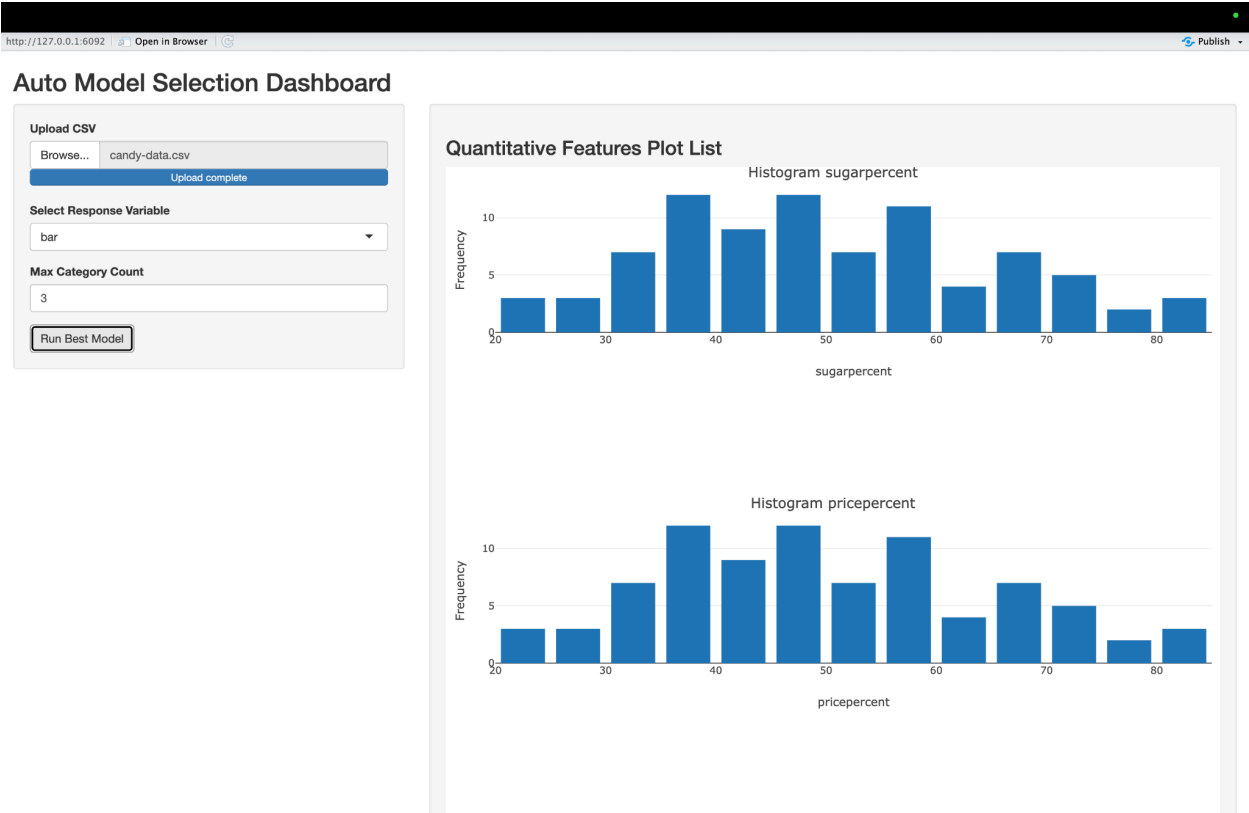 http://127.0.0.1:6092 Open in Browser Publish
Auto Model Selection Dashboard
Upload CSV
Browse... candy-data.csv
Upload complete
Select Response Variable
bar
Max Category Count
3
Run Best Model
Quantitative Features Plot List
Histogram sugarpercent
Frequency
10
5
0
20 30 40 50 60 70 80
sugarpercent
Histogram pricepercent
Frequency
10
5
0
20 30 40 50 60 70 80
pricepercent